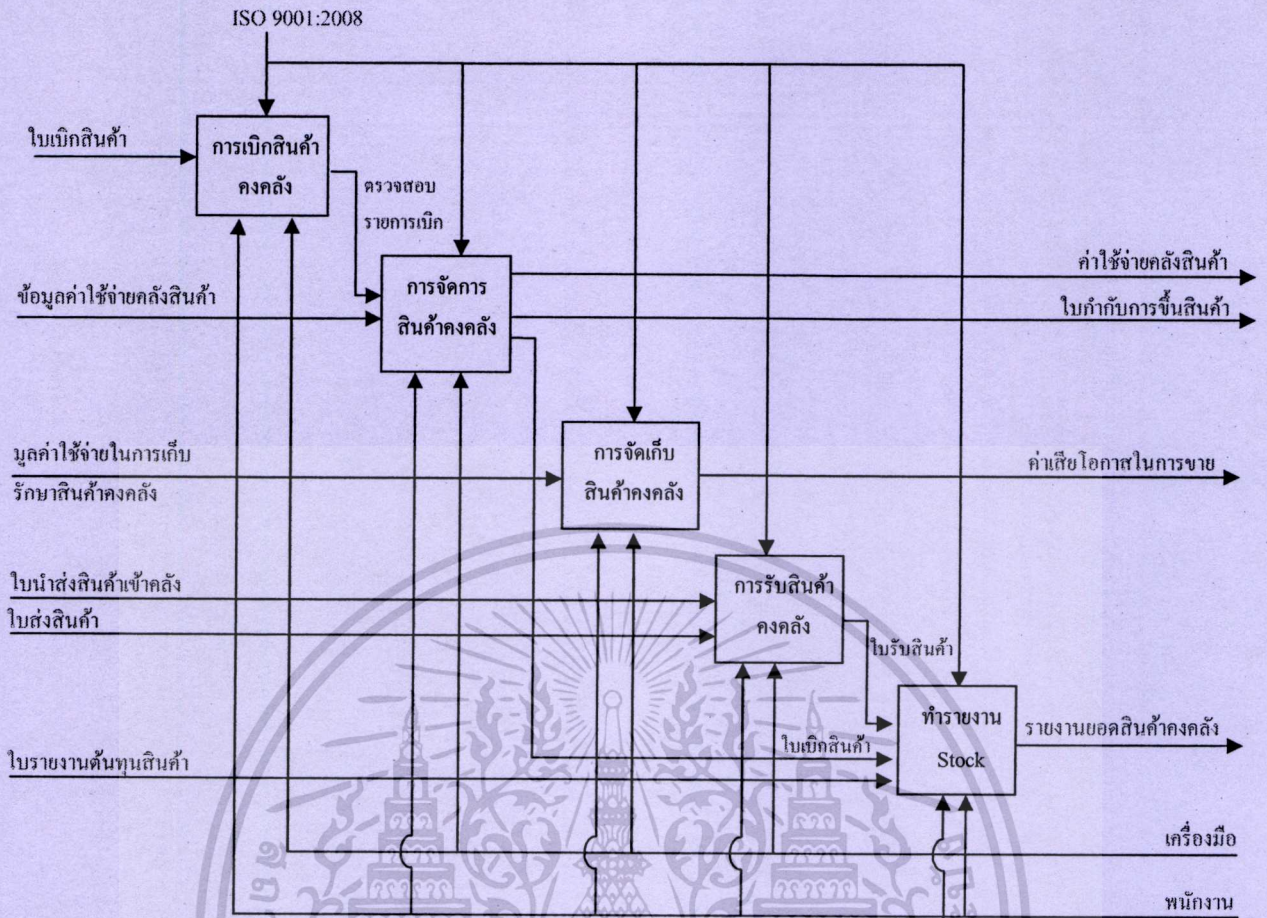 ISO 9001:2008
ใบเบิกสินค้า
การเบิกสินค้า
คงคลัง
ตรวจสอบ
รายการเบิก
ข้อมูลค่าใช้จ่ายคลังสินค้า
การจัดการ
สินค้าคงคลัง
ค่าใช้จ่ายคลังสินค้า
ใบกำกับการขึ้นสินค้า
มูลค่าใช้จ่ายในการเก็บ
รักษาสินค้าคงคลัง
การจัดเก็บ
สินค้าคงคลัง
ค่าเสียโอกาสในการขาย
ใบนำส่งสินค้าเข้าคลัง
ใบส่งสินค้า
การรับสินค้า
คงคลัง
ใบรับสินค้า
ใบเบิกสินค้า
ใบรายงานต้นทุนสินค้า
ทำรายงาน
Stock
รายงานยอดสินค้าคงคลัง
เครื่องมือ
พนักงาน